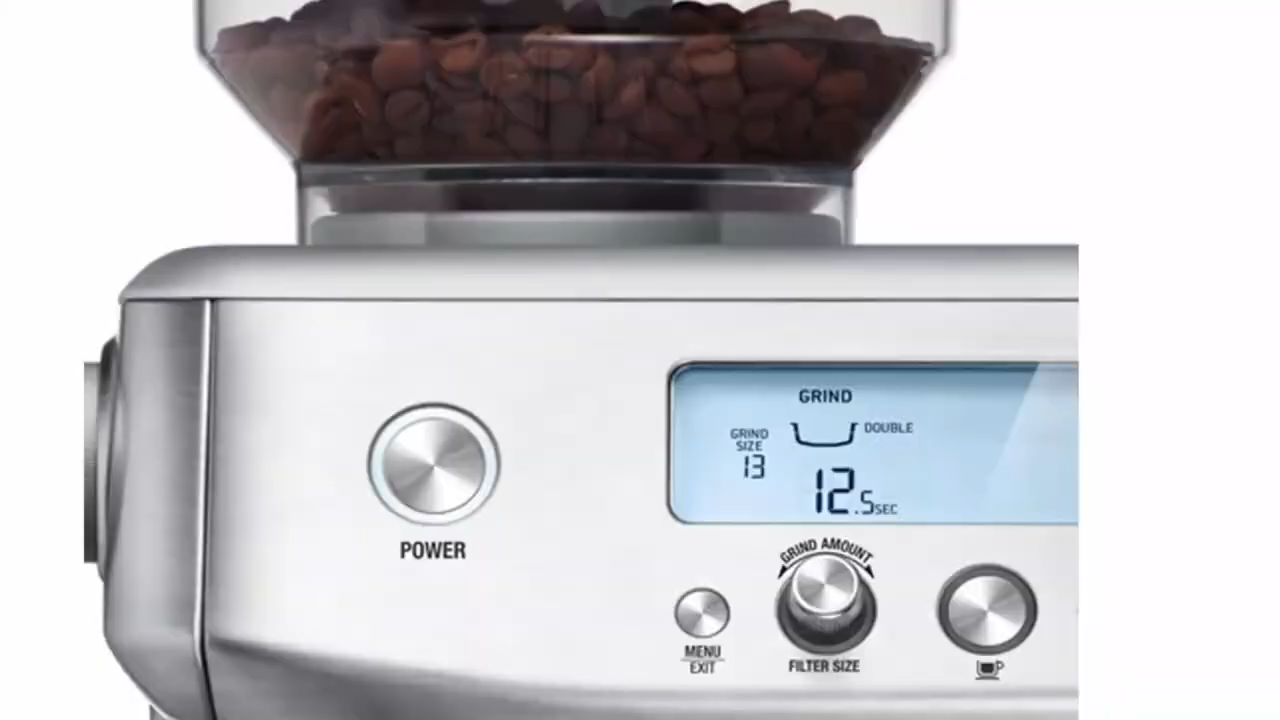 GRIND
GRIND
SIZE
13
DOUBLE
12.5SEC
POWER
GRIND AMOUNT
MENU
EXIT
FILTER SIZE